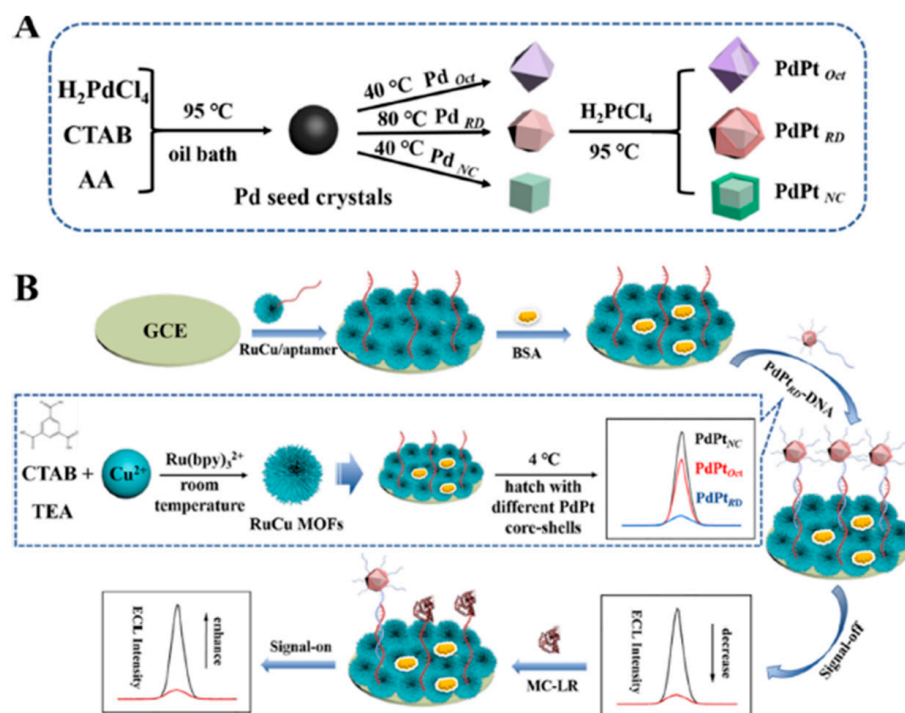 A
H₂PdCl₄
CTAB
AA
95 °C
oil bath
Pd seed crystals
40 °C Pd Oct
80 °C Pd RD
40 °C Pd NC
H₂PtCl₄
95 °C
PdPt Oct
PdPt RD
PdPt NC
B
GCE
RuCu/aptamer
BSA
PdPtRD-DNA
CTAB +
TEA
Cu²⁺
Ru(bpy)₃²⁺
room
temperature
RuCu MOFs
4 °C
hatch with
different PdPt
core-shells
PdPtNC
PdPtOct
PdPtRD
Signal-off
ECL Intensity
decrease
MC-LR
Signal-on
ECL Intensity
enhance